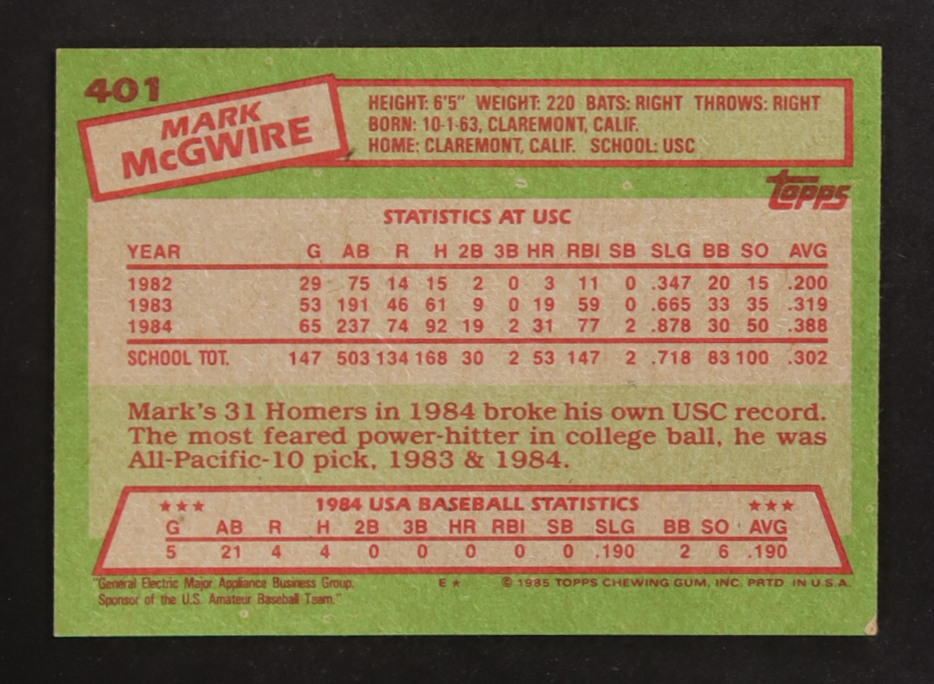 401
MARK
McGWIRE
HEIGHT: 6'5" WEIGHT: 220 BATS: RIGHT THROWS: RIGHT
BORN: 10-1-63, CLAREMONT, CALIF.
HOME: CLAREMONT, CALIF. SCHOOL: USC
topps
STATISTICS AT USC
YEAR G AB R H 2B 3B HR RBI SB SLG BB SO AVG
1982 29 75 14 15 2 0 3 11 0 .347 20 15 .200
1983 53 191 46 61 9 0 19 59 0 .665 33 35 .319
1984 65 237 74 92 19 2 31 77 2 .878 30 50 .388
SCHOOL TOT. 147 503 134 168 30 2 53 147 2 .718 83 100 .302
Mark's 31 Homers in 1984 broke his own USC record.
The most feared power-hitter in college ball, he was
All-Pacific-10 pick, 1983 & 1984.
★★★ 1984 USA BASEBALL STATISTICS ★★★
G AB R H 2B 3B HR RBI SB SLG BB SO AVG
5 21 4 4 0 0 0 0 0 .190 2 6 .190
"General Electric Major Appliance Business Group. E★ © 1985 TOPPS CHEWING GUM, INC. PRTD IN U.S.A.
Sponsor of the U.S. Amateur Baseball Team."